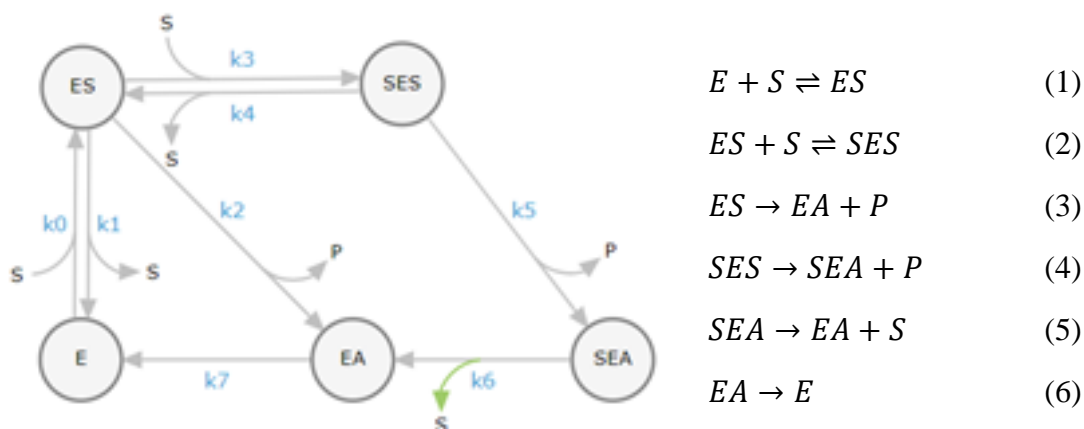 S
k3
ES
SES
k4
S
k0
k1
k2
k5
S
S
P
P
E
EA
SEA
k7
k6
S
E + S ⇌ ES (1)
ES + S ⇌ SES (2)
ES → EA + P (3)
SES → SEA + P (4)
SEA → EA + S (5)
EA → E (6)